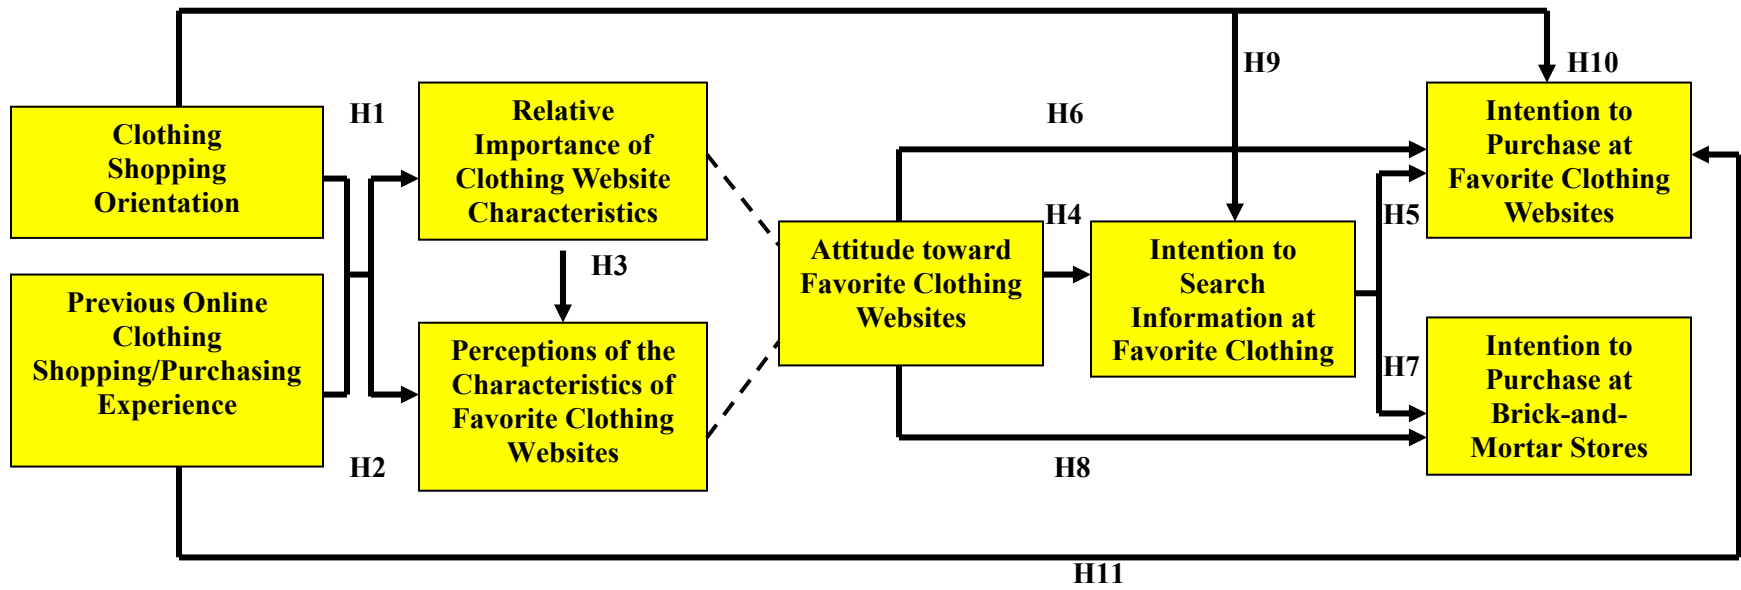 H9
H10
H1
Relative
Importance of
Clothing Website
Characteristics
H6
Intention to
Purchase at
Favorite Clothing
Websites
Clothing
Shopping
Orientation
H4
H5
H3
Attitude toward
Favorite Clothing
Websites
Intention to
Search
Information at
Favorite Clothing
Previous Online
Clothing
Shopping/Purchasing
Experience
Perceptions of the
Characteristics of
Favorite Clothing
Websites
H7
Intention to
Purchase at
Brick-and-
Mortar Stores
H2
H8
H11